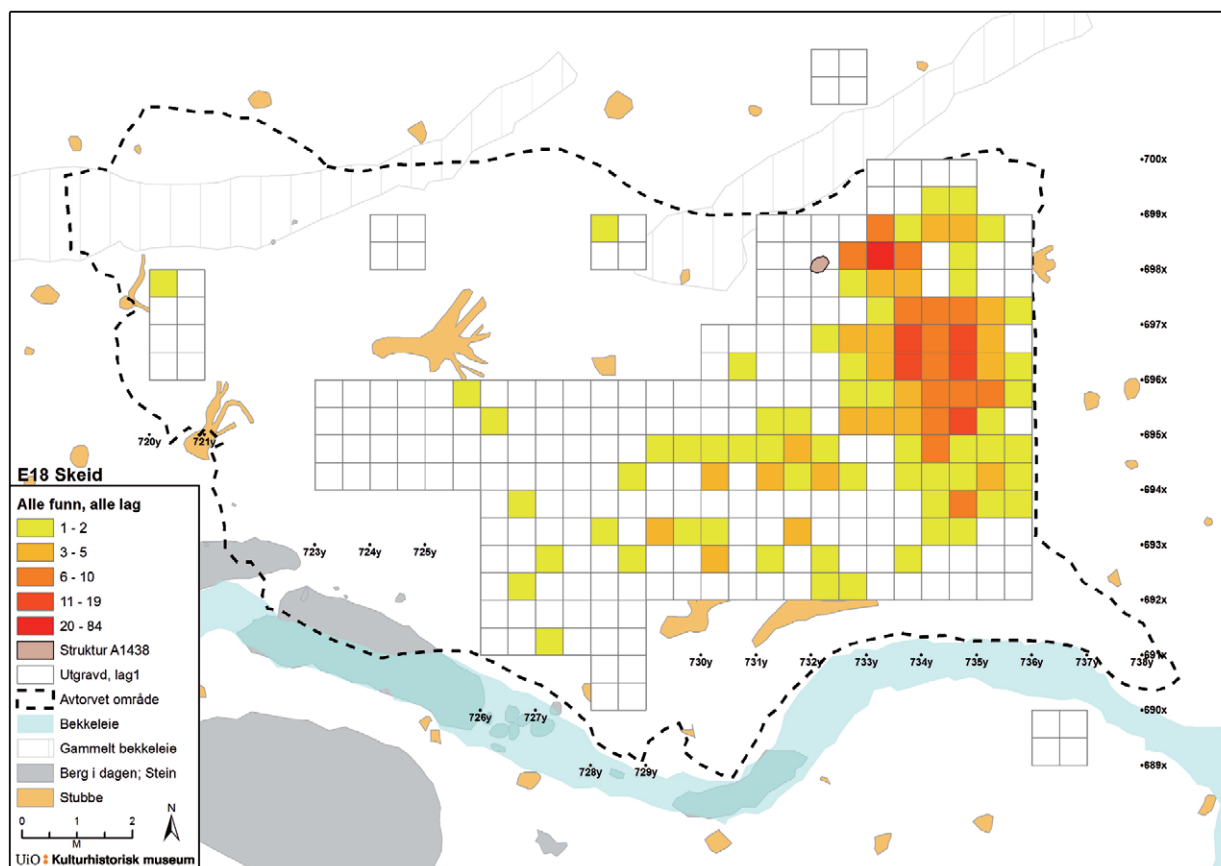 700x
699x
698x
697x
696x
695x
720y 721y
694x
723y 724y 725y
693x
692x
730y 731y 732y 733y 734y 735y 736y 737y 738y
691x
726y 727y
690x
728y 729y
689x
E18 Skeid
Alle funn, alle lag
1 - 2
3 - 5
6 - 10
11 - 19
20 - 84
Struktur A1438
Utgravd, lag1
Avtorvet område
Bekkeleie
Gammelt bekkeleie
Berg i dagen; Stein
Stubbe
0 1 2
M
N
UiO Kulturhistorisk museum